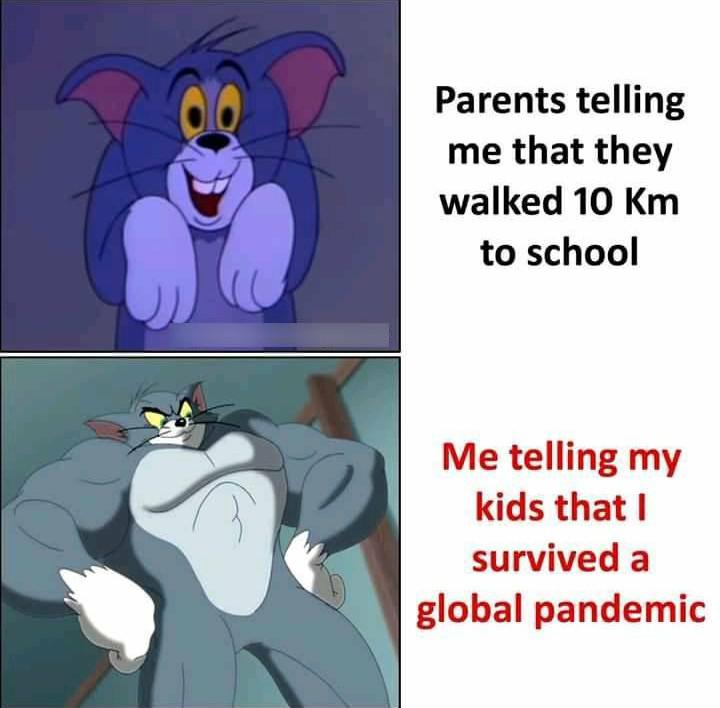 Parents telling
me that they
walked 10 Km
to school
Me telling my
kids that I
survived a
global pandemic